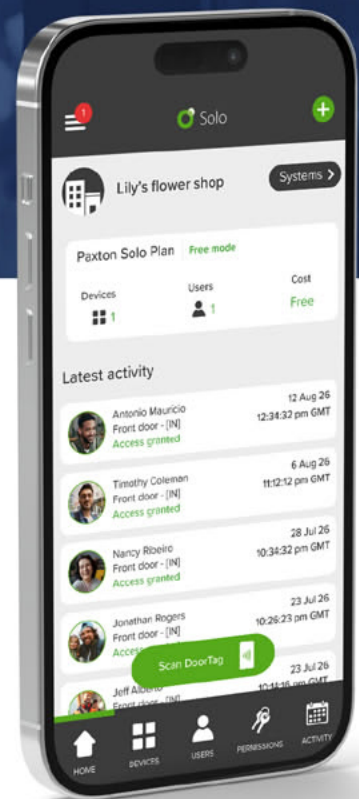 1
Solo
Lily's flower shop
Systems
Paxton Solo Plan
Free mode
Devices
Users
Cost
1
1
Free
Latest activity
Antonio Mauricio
12 Aug 26
Front door - [IN]
12:34:32 pm GMT
Access granted
Timothy Coleman
6 Aug 26
Front door - [IN]
11:12:12 pm GMT
Access granted
Nancy Ribeiro
28 Jul 26
Front door - [IN]
10:34:32 pm GMT
Access granted
Jonathan Rogers
23 Jul 26
Front door - [IN]
10:26:23 pm GMT
Scan DoorTag
Jeff
23 Jul 26
HOME
DEVICES
USERS
PERMISSIONS
ACTIVITY